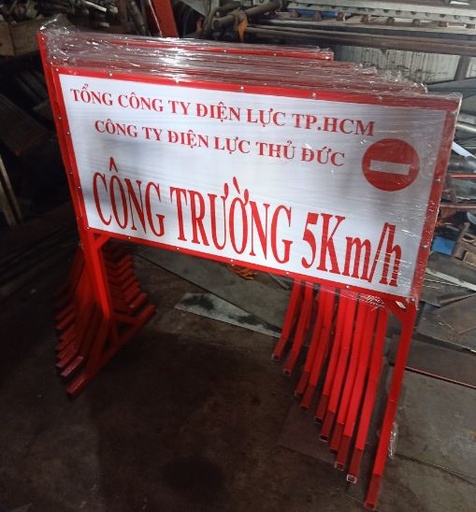 TỔNG CÔNG TY ĐIỆN LỰC TP.HCM
CÔNG TY ĐIỆN LỰC THỦ ĐỨC
CÔNG TRƯỜNG 5Km/h